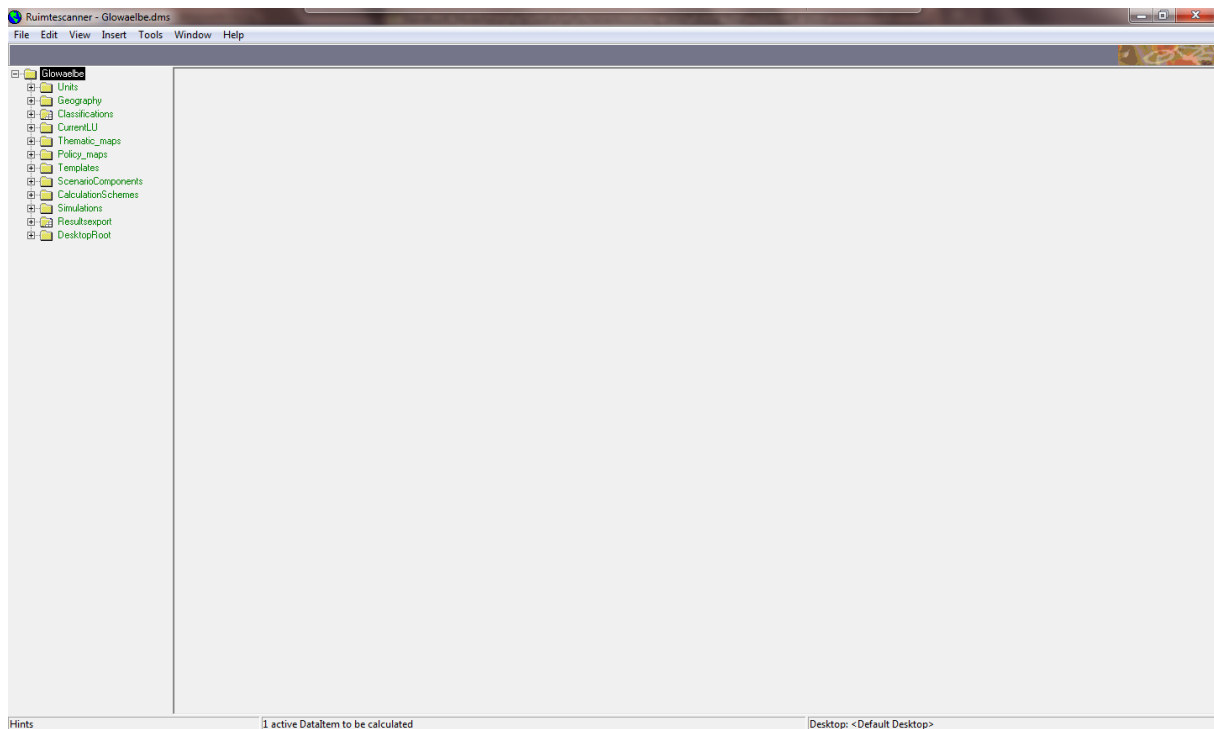 Ruimtescanner - Glowaelbe.dms
File Edit View Insert Tools Window Help
Glowaelbe
Units
Geography
Classifications
CurrentLU
Thematic_maps
Policy_maps
Templates
ScenarioComponents
CalculationSchemes
Simulations
Resultsexport
DesktopRoot
Hints 1 active DataItem to be calculated Desktop: <Default Desktop>